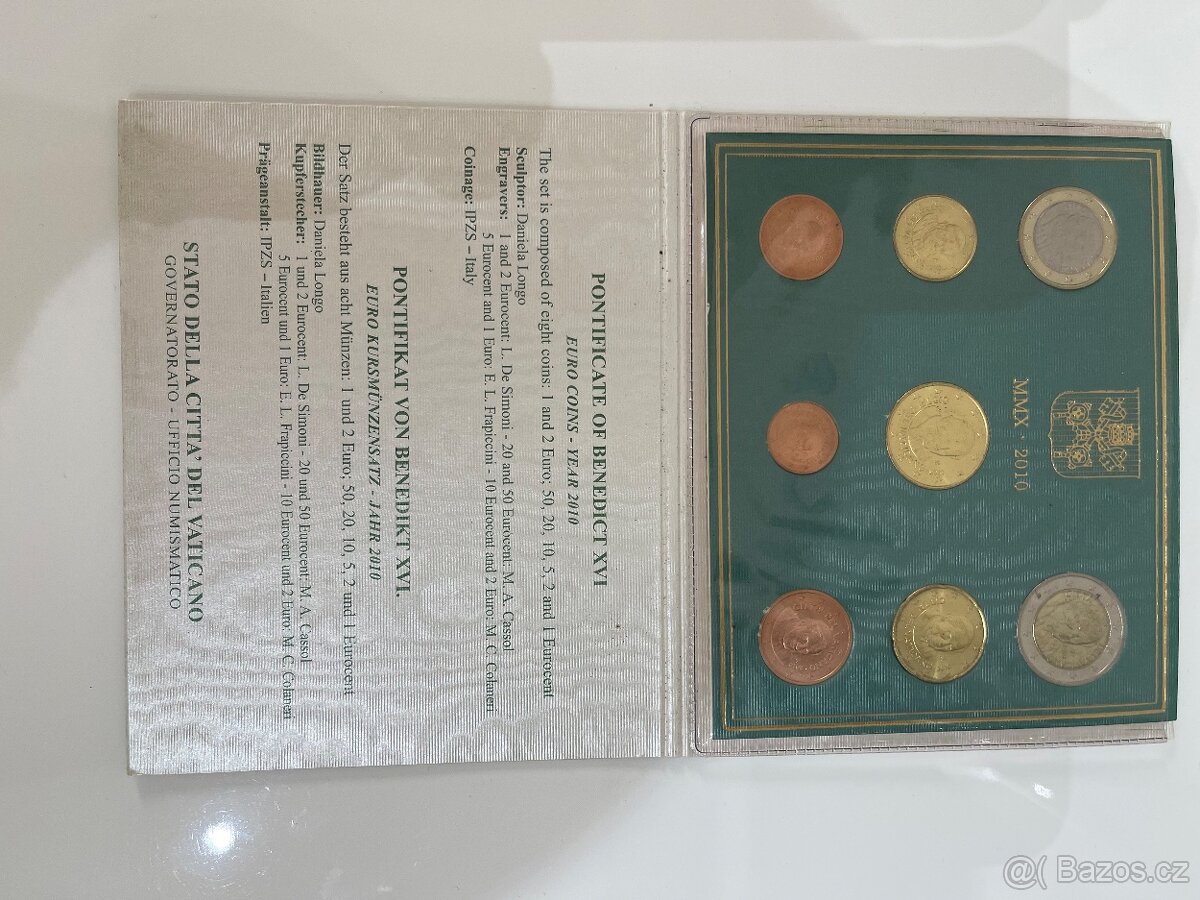 PONTIFICATE OF BENEDICT XVI
EURO COINS - YEAR 2010
The set is composed of eight coins: 1 and 2 Euro; 50, 20, 10, 5, 2 and 1 Eurocent
Sculptor: Daniela Longo
Engravers: 1 and 2 Eurocent: L. De Simoni - 20 and 50 Eurocent: M. A. Cassol
5 Eurocent and 1 Euro: E. L. Frapiccini - 10 Eurocent and 2 Euro: M. C. Colaneri
Coinage: IPZS – Italy
PONTIFIKAT VON BENEDIKT XVI.
EURO KURSMÜNZENSATZ - JAHR 2010
Der Satz besteht aus acht Münzen: 1 und 2 Euro; 50, 20, 10, 5, 2 und 1 Eurocent
Bildhauer: Daniela Longo
Kupferstecher: 1 und 2 Eurocent: L. De Simoni - 20 und 50 Eurocent: M. A. Cassol
5 Eurocent und 1 Euro: E. L. Frapiccini - 10 Eurocent und 2 Euro: M. C. Colaneri
Prägeanstalt: IPZS – Italien
STATO DELLA CITTA' DEL VATICANO
GOVERNATORATO - UFFICIO NUMISMATICO
MMX · 2010
@( Bazos.cz